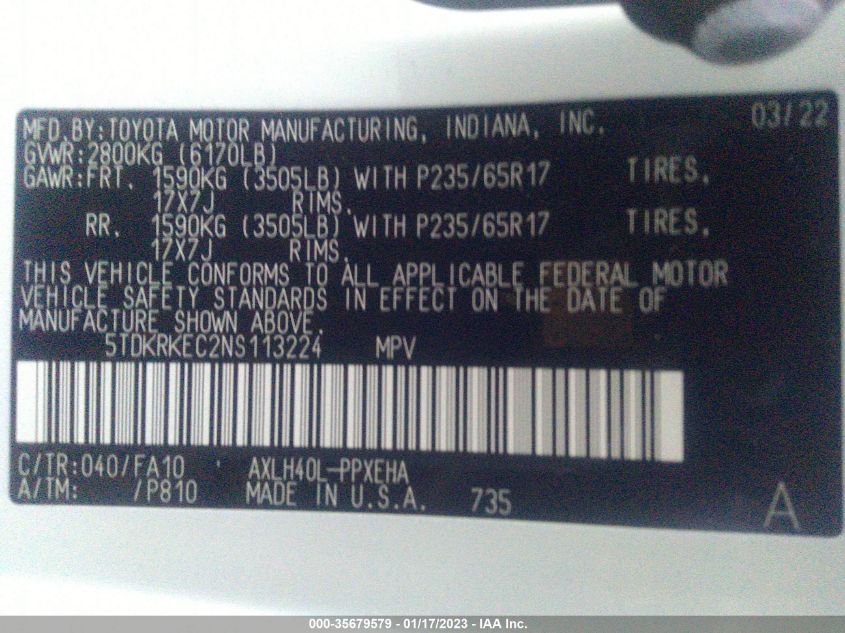 MFD.BY:TOYOTA MOTOR MANUFACTURING, INDIANA, INC. 03/22
GVWR:2800KG (6170LB)
GAWR:FRT. 1590KG (3505LB) WITH P235/65R17 TIRES,
17X7J RIMS.
RR. 1590KG (3505LB) WITH P235/65R17 TIRES,
17X7J RIMS.
THIS VEHICLE CONFORMS TO ALL APPLICABLE FEDERAL MOTOR
VEHICLE SAFETY STANDARDS IN EFFECT ON THE DATE OF
MANUFACTURE SHOWN ABOVE.
5TDKRKEC2NS113224 MPV
C/TR:040/FA10 AXLH40L-PPXEHA
A/TM: /P810 MADE IN U.S.A. 735
A
000-35679579 - 01/17/2023 - IAA Inc.